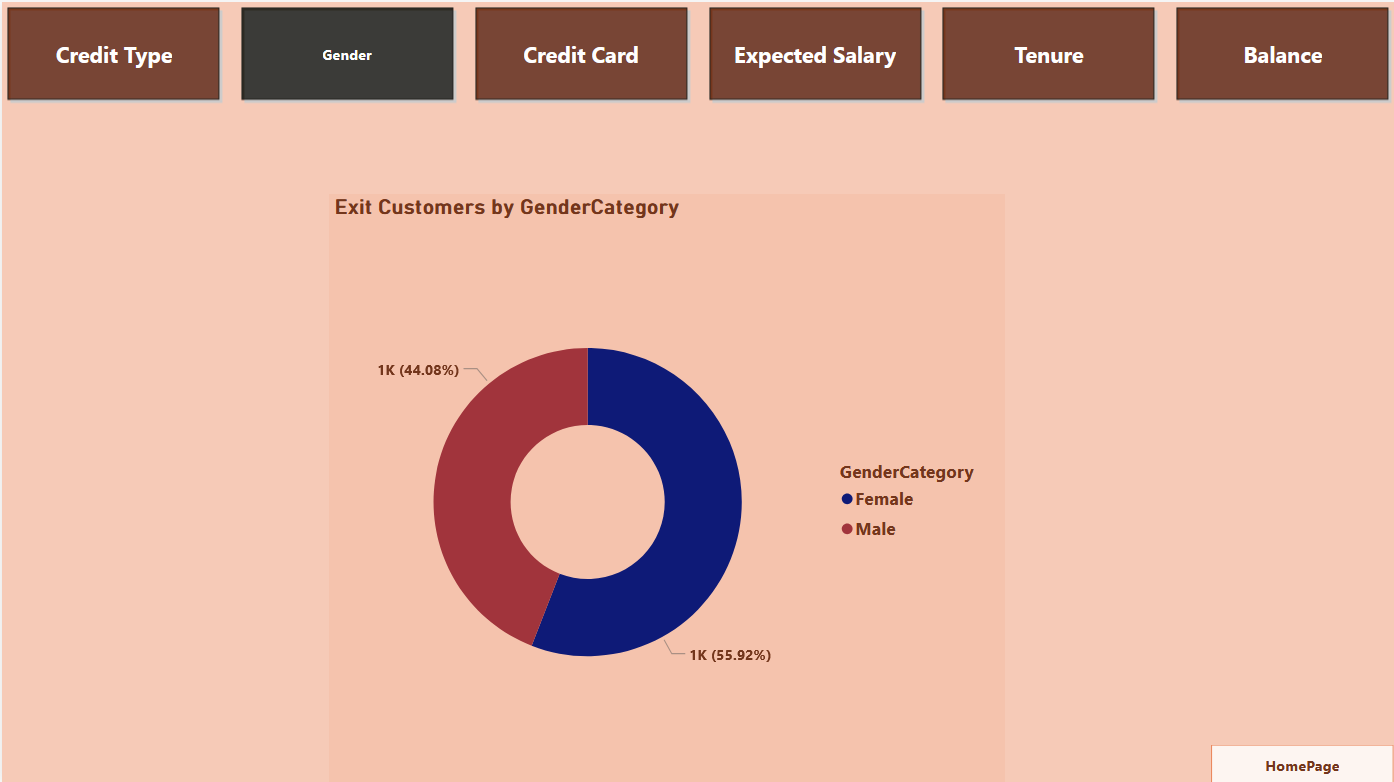 Credit Type
Gender
Credit Card
Expected Salary
Tenure
Balance
Exit Customers by GenderCategory
1K (44.08%)
GenderCategory
Female
Male
1K (55.92%)
HomePage